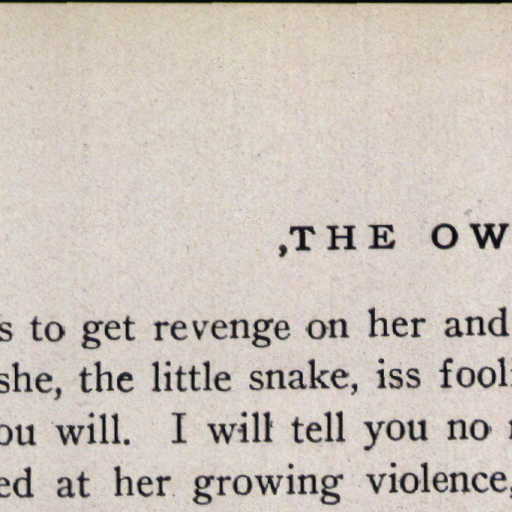 ,THE OW
s to get revenge on her and
she, the little snake, iss fooli
ou will. I will tell you no
ed at her growing violence,